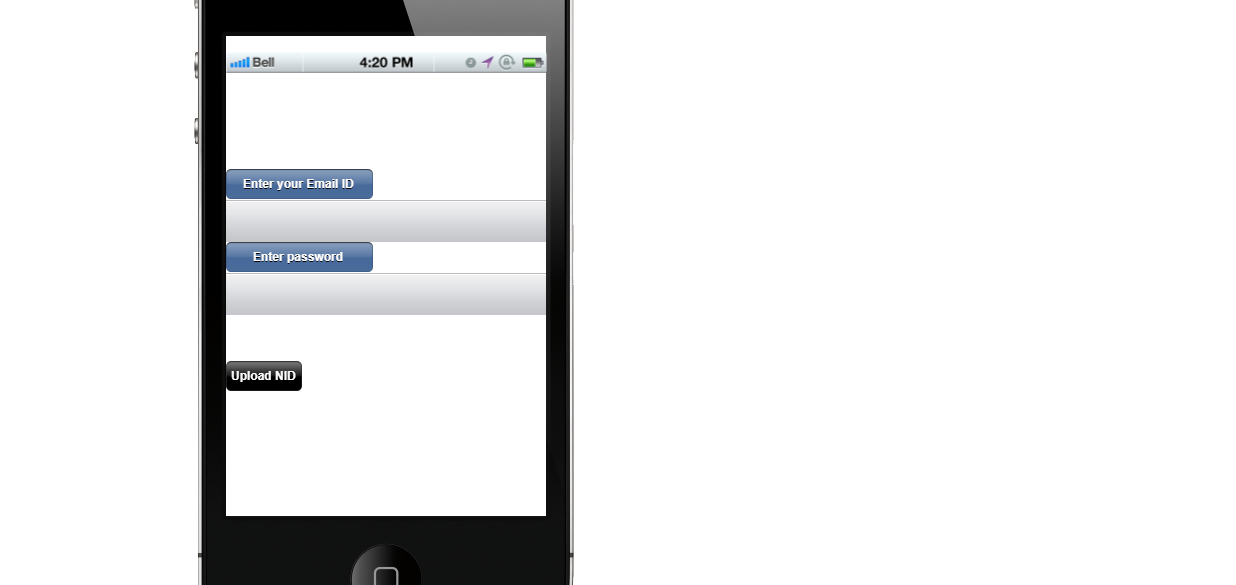 Bell 4:20 PM
Enter your Email ID
Enter password
Upload NID